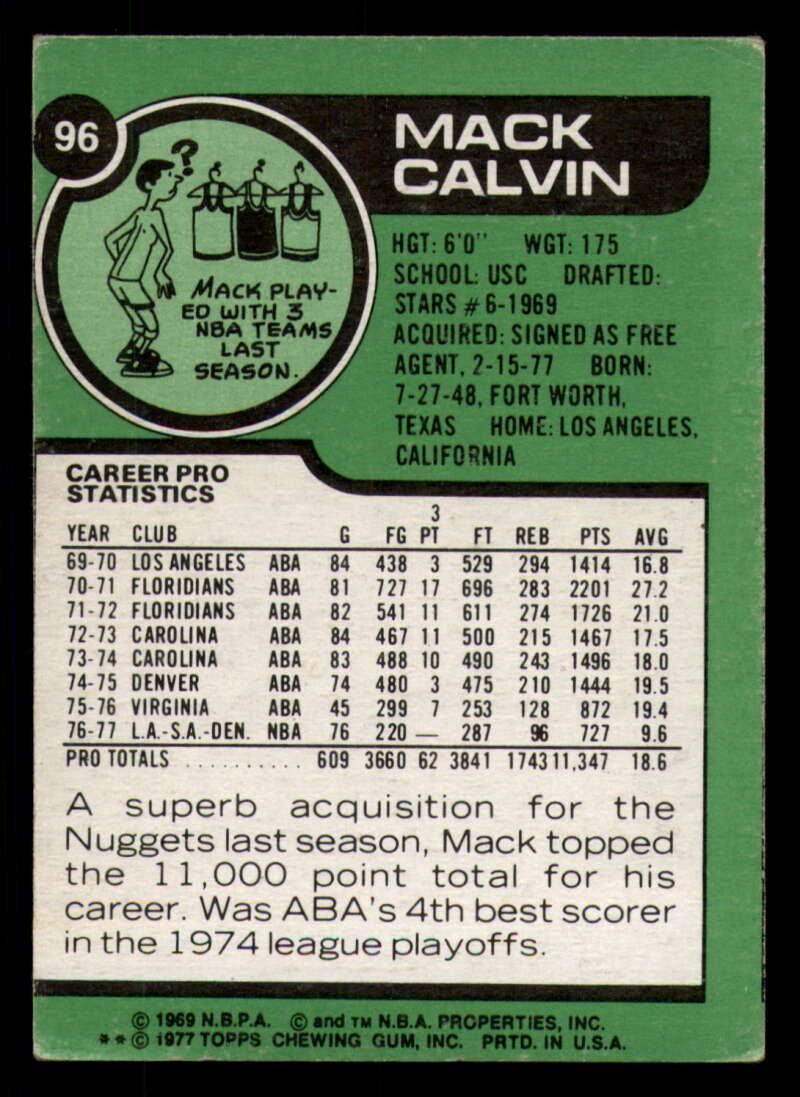 96
MACK
CALVIN
?
MACK PLAY-
ED WITH 3
NBA TEAMS
LAST
SEASON.
HGT: 6'0" WGT: 175
SCHOOL: USC DRAFTED:
STARS #6-1969
ACQUIRED: SIGNED AS FREE
AGENT, 2-15-77 BORN:
7-27-48, FORT WORTH,
TEXAS HOME: LOS ANGELES,
CALIFORNIA
CAREER PRO
STATISTICS
YEAR CLUB G FG 3 PT FT REB PTS AVG
69-70 LOS ANGELES ABA 84 438 3 529 294 1414 16.8
70-71 FLORIDIANS ABA 81 727 17 696 283 2201 27.2
71-72 FLORIDIANS ABA 82 541 11 611 274 1726 21.0
72-73 CAROLINA ABA 84 467 11 500 215 1467 17.5
73-74 CAROLINA ABA 83 488 10 490 243 1496 18.0
74-75 DENVER ABA 74 480 3 475 210 1444 19.5
75-76 VIRGINIA ABA 45 299 7 253 128 872 19.4
76-77 L.A.-S.A.-DEN. NBA 76 220 — 287 96 727 9.6
PRO TOTALS .......... 609 3660 62 3841 1743 11,347 18.6
A superb acquisition for the
Nuggets last season, Mack topped
the 11,000 point total for his
career. Was ABA's 4th best scorer
in the 1974 league playoffs.
© 1969 N.B.P.A. © and TM N.B.A. PROPERTIES, INC.
**© 1977 TOPPS CHEWING GUM, INC. PRTD. IN U.S.A.